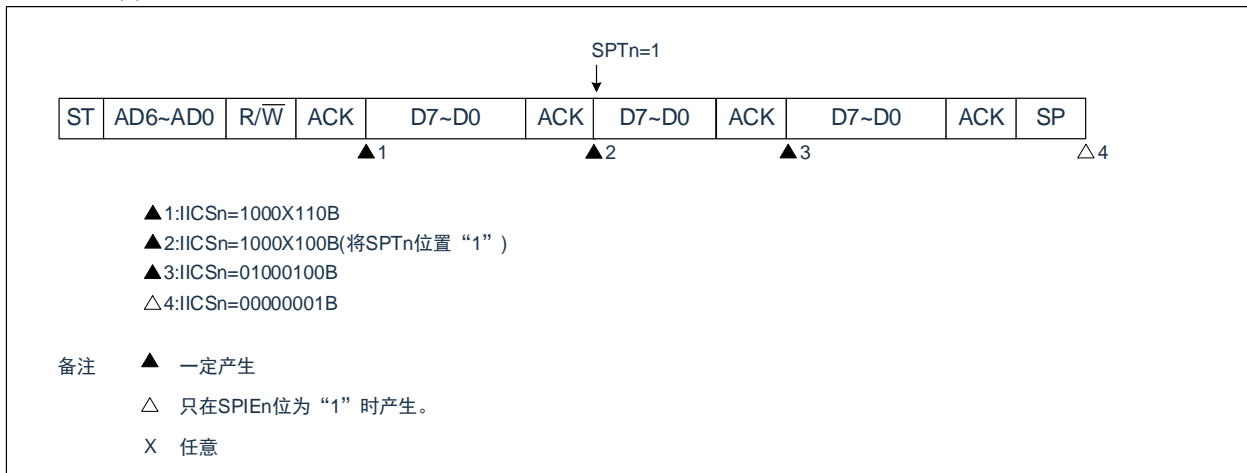 SPTn=1
ST AD6~AD0 R/W ACK D7~D0 ACK D7~D0 ACK D7~D0 ACK SP
▲1 ▲2 ▲3 △4
▲1:IICSn=1000X110B
▲2:IICSn=1000X100B(将SPTn位置“1”)
▲3:IICSn=01000100B
△4:IICSn=00000001B
备注 ▲ 一定产生
△ 只在SPIEn位为“1”时产生。
X 任意